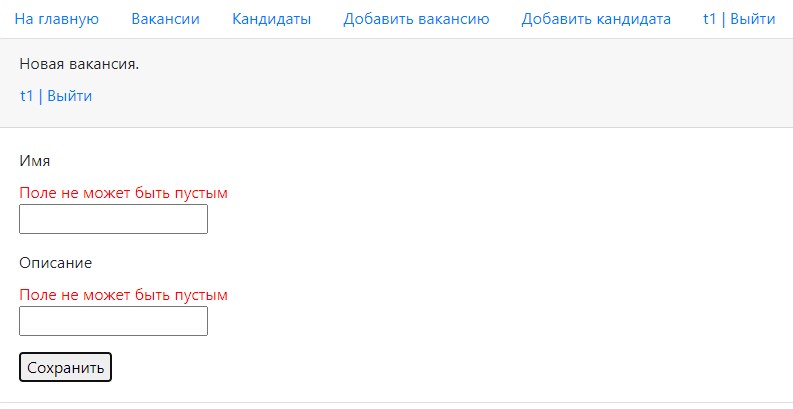 На главную Вакансии Кандидаты Добавить вакансию Добавить кандидата t1 | Выйти
Новая вакансия.
t1 | Выйти
Имя
Поле не может быть пустым
Описание
Поле не может быть пустым
Сохранить